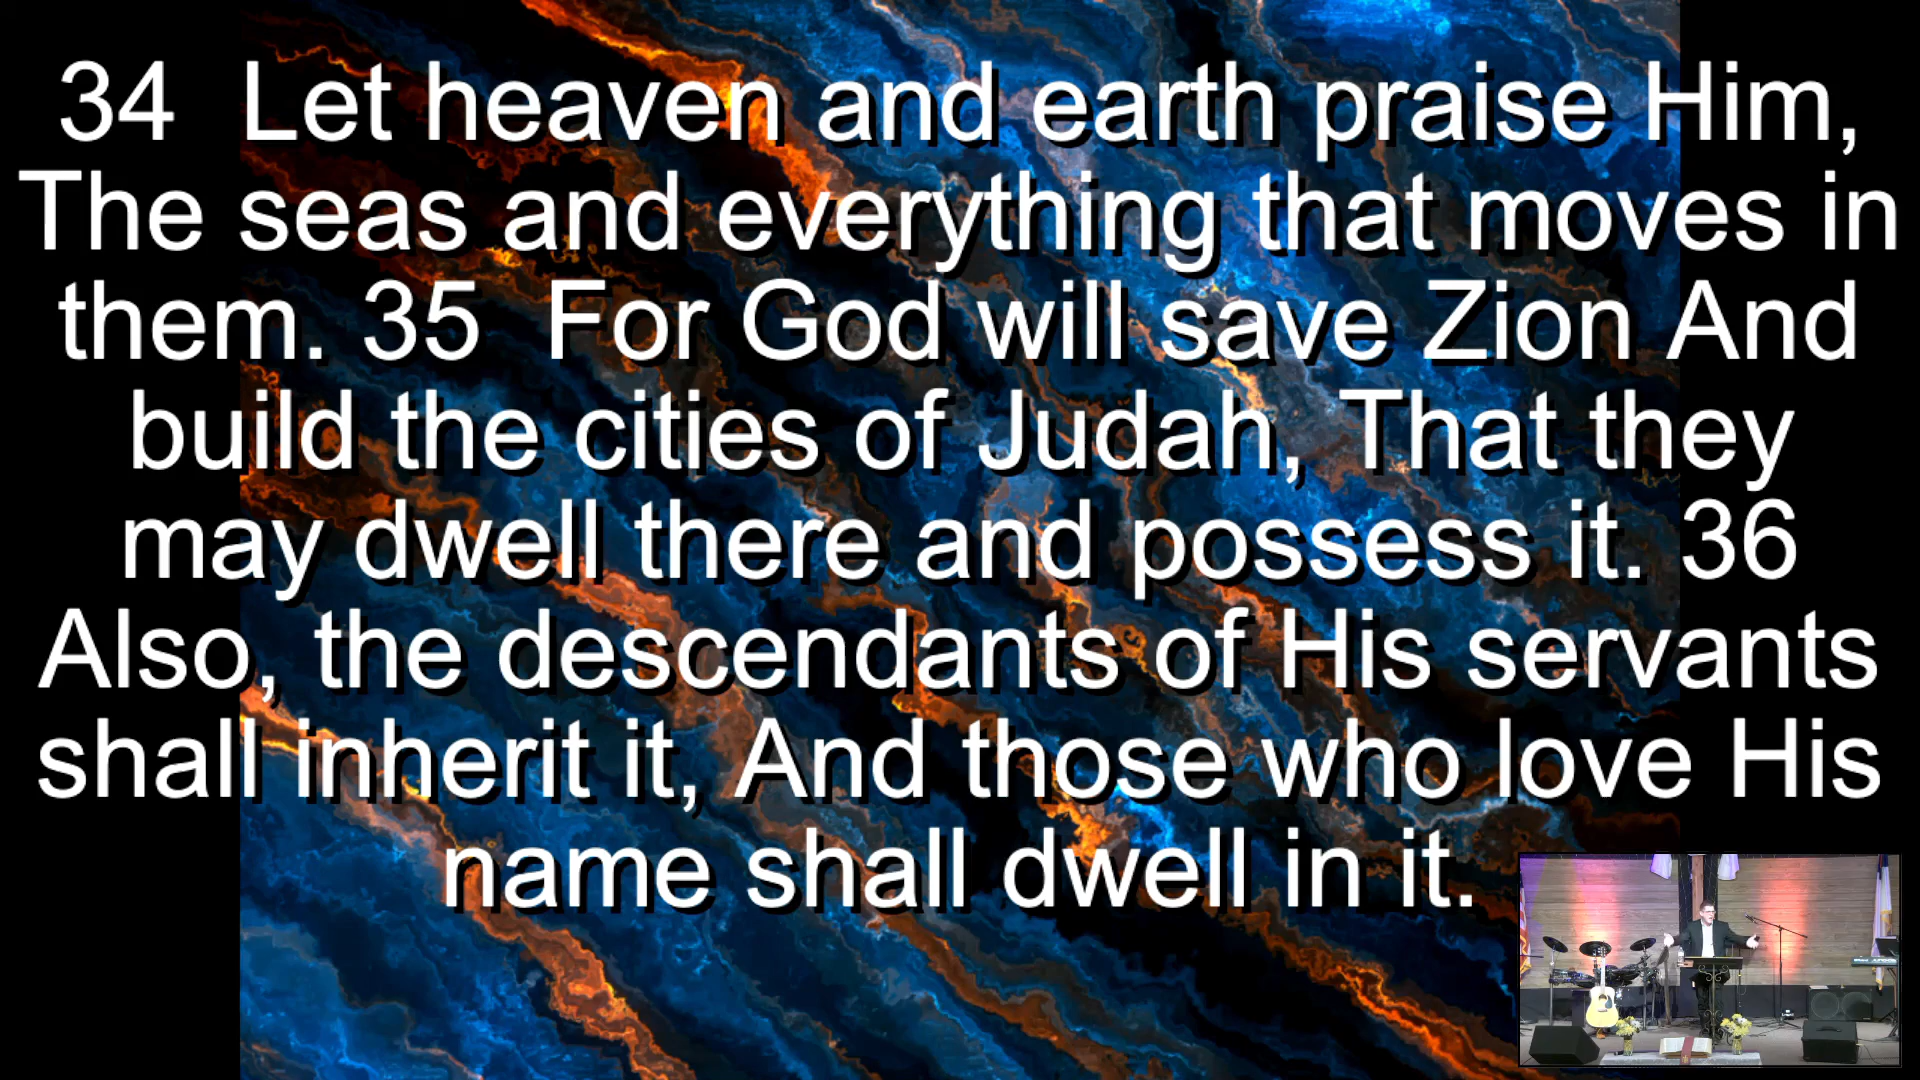 34  Let heaven and earth praise Him,
The seas and everything that moves in
them. 35  For God will save Zion And
build the cities of Judah, That they
may dwell there and possess it. 36
Also, the descendants of His servants
shall inherit it, And those who love His
name shall dwell in it.